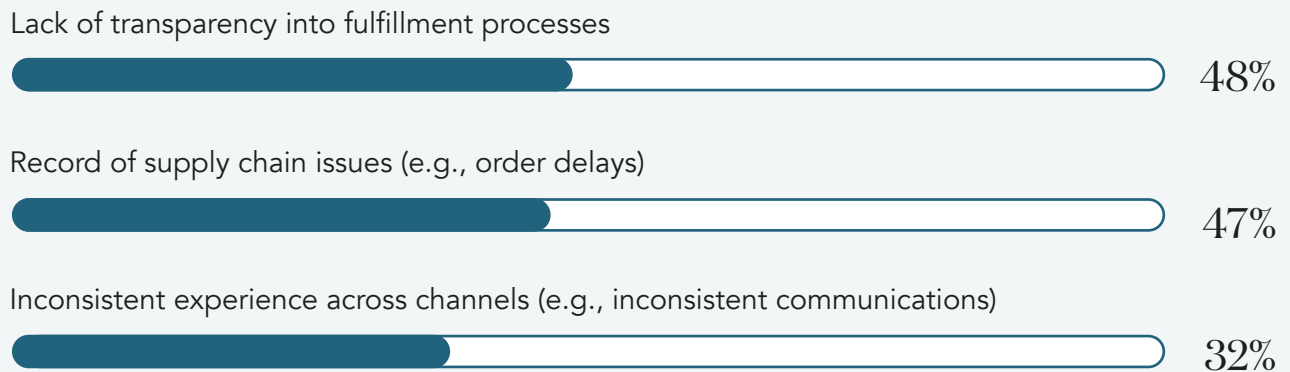 Lack of transparency into fulfillment processes
48%
Record of supply chain issues (e.g., order delays)
47%
Inconsistent experience across channels (e.g., inconsistent communications)
32%